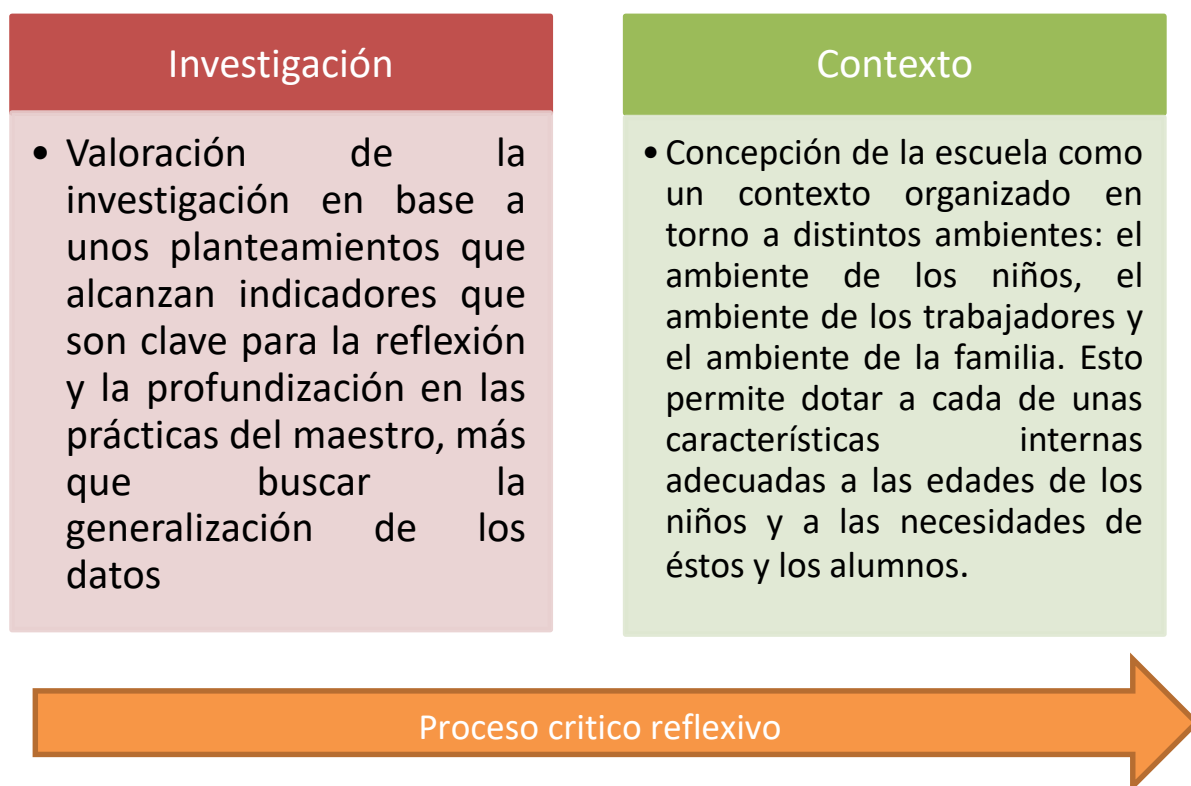 Investigación
• Valoración de la
investigación en base a
unos planteamientos que
alcanzan indicadores que
son clave para la reflexión
y la profundización en las
prácticas del maestro, más
que buscar la
generalización de los
datos
Contexto
• Concepción de la escuela como
un contexto organizado en
torno a distintos ambientes: el
ambiente de los niños, el
ambiente de los trabajadores y
el ambiente de la familia. Esto
permite dotar a cada de unas
características internas
adecuadas a las edades de los
niños y a las necesidades de
éstos y los alumnos.
Proceso critico reflexivo